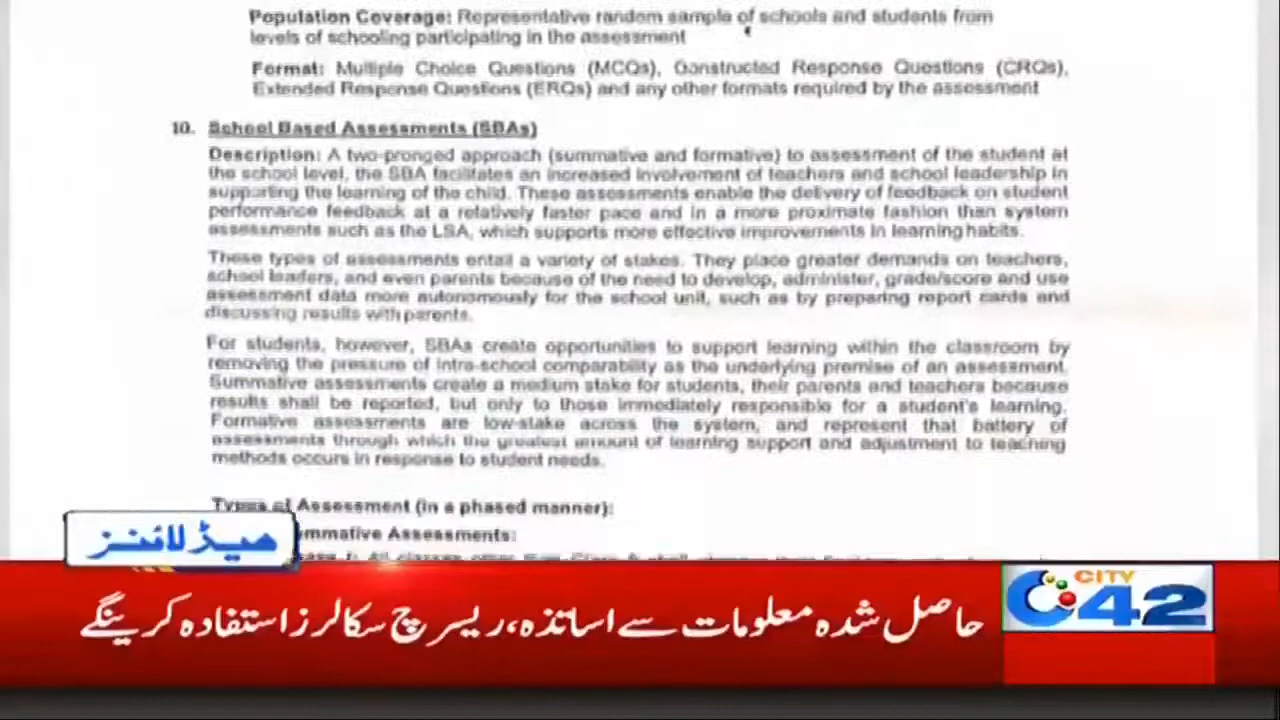 Population Coverage: Representative random sample of schools and students from
levels of schooling participating in the assessment
Format: Multiple Choice Questions (MCQs), Constructed Response Questions (CRQs),
Extended Response Questions (ERQs) and any other formats required by the assessment
10. School Based Assessments (SBAs)
Description: A two-pronged approach (summative and formative) to assessment of the student at
the school level, the SBA facilitates an increased involvement of teachers and school leadership in
supporting the learning of the child. These assessments enable the delivery of feedback on student
performance feedback at a relatively faster pace and in a more proximate fashion than system
assessments such as the LSA, which supports more effective improvements in learning habits.
These types of assessments entail a variety of stakes. They place greater demands on teachers,
school leaders, and even parents because of the need to develop, administer, grade/score and use
assessment data more autonomously for the school unit, such as by preparing report cards and
discussing results with parents.
For students, however, SBAs create opportunities to support learning within the classroom by
removing the pressure of intra-school comparability as the underlying premise of an assessment.
Summative assessments create a medium stake for students, their parents and teachers because
results shall be reported, but only to those immediately responsible for a student's learning.
Formative assessments are low-stake across the system, and represent that battery of
assessments through which the greatest amount of learning support and adjustment to teaching
methods occurs in response to student needs.
Types of Assessment (in a phased manner):
mmative Assessments:
All classes other
ہیڈلائنز
حاصل شدہ معلومات سے اساتذہ، ریسرچ سکالرز استفادہ کرینگے
CITY
42